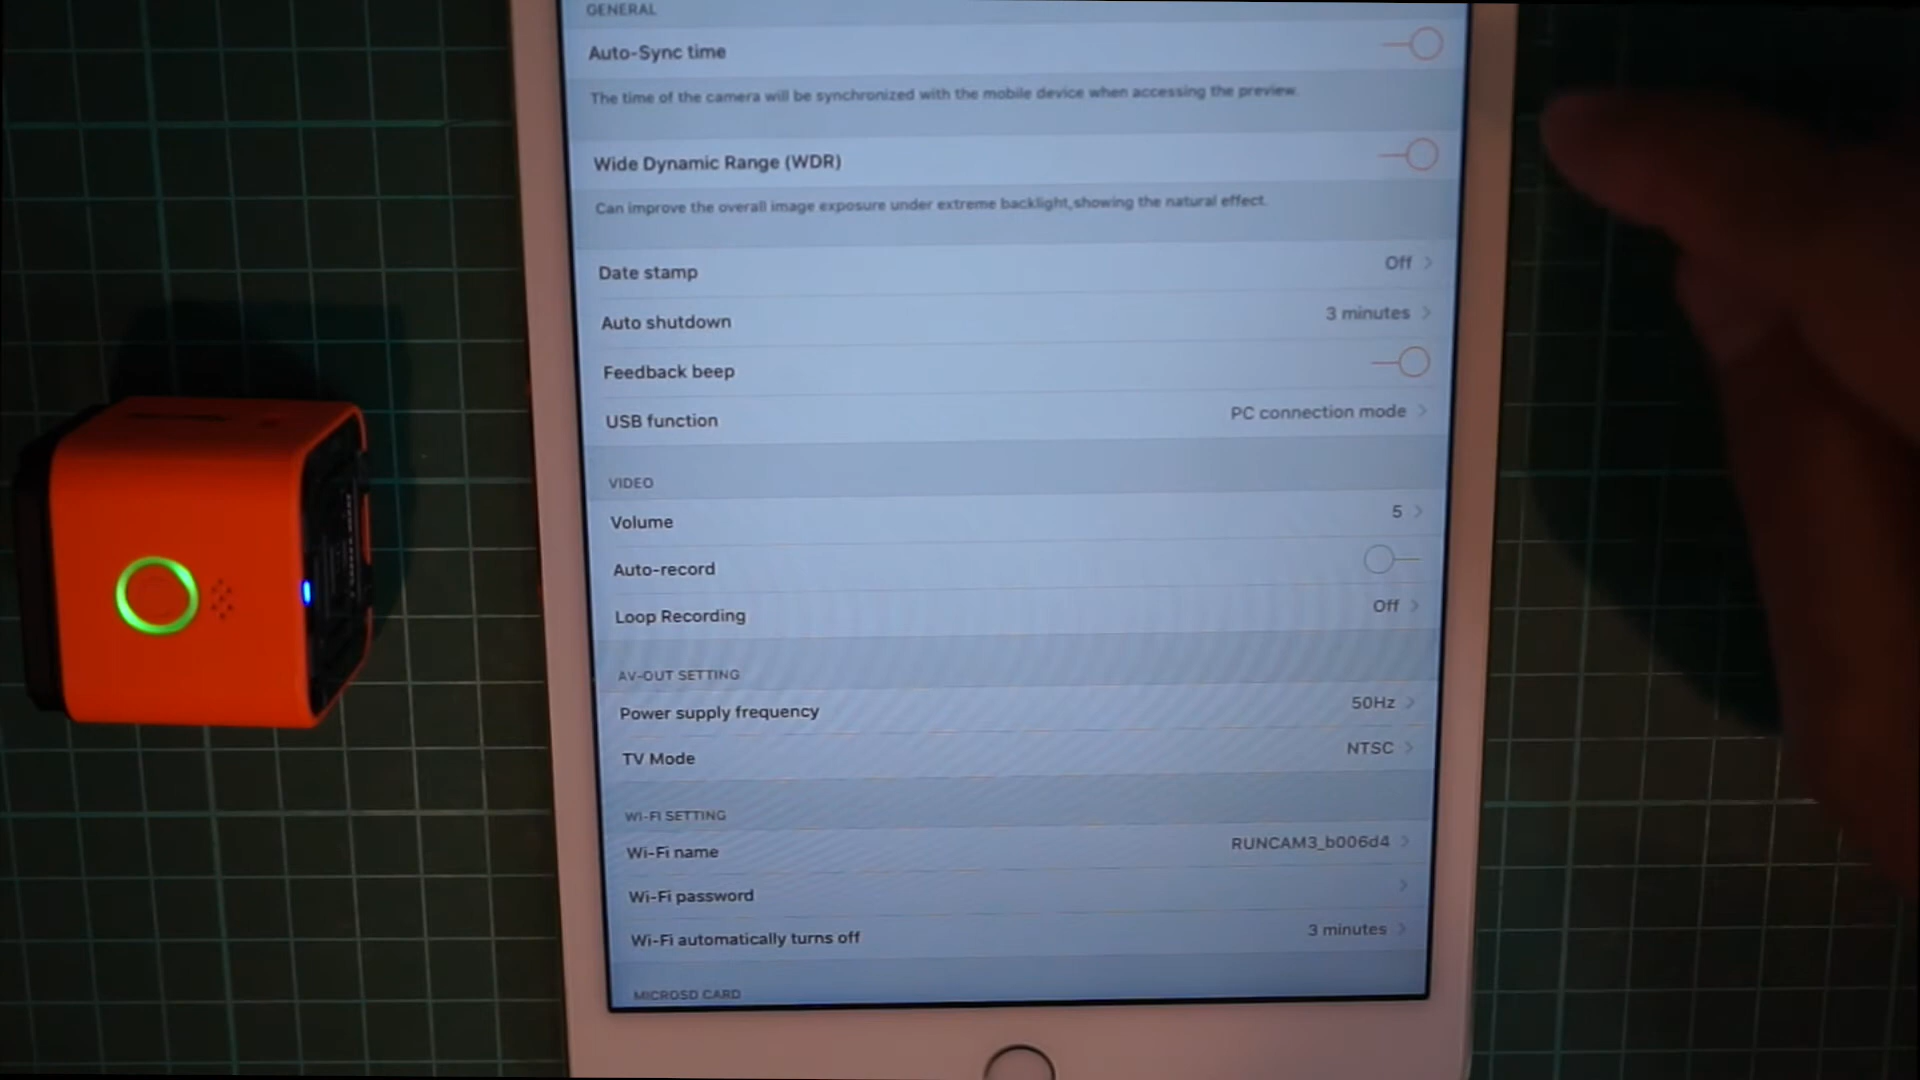 GENERAL
Auto-Sync time
The time of the camera will be synchronized with the mobile device when accessing the preview.
Wide Dynamic Range (WDR)
Can improve the overall image exposure under extreme backlight,showing the natural effect.
Date stamp Off
Auto shutdown 3 minutes
Feedback beep
USB function PC connection mode
VIDEO
Volume 5
Auto-record
Loop Recording Off
AV-OUT SETTING
Power supply frequency 50Hz
TV Mode NTSC
WI-FI SETTING
Wi-Fi name RUNCAM3_b006d4
Wi-Fi password
Wi-Fi automatically turns off 3 minutes
MICROSD CARD